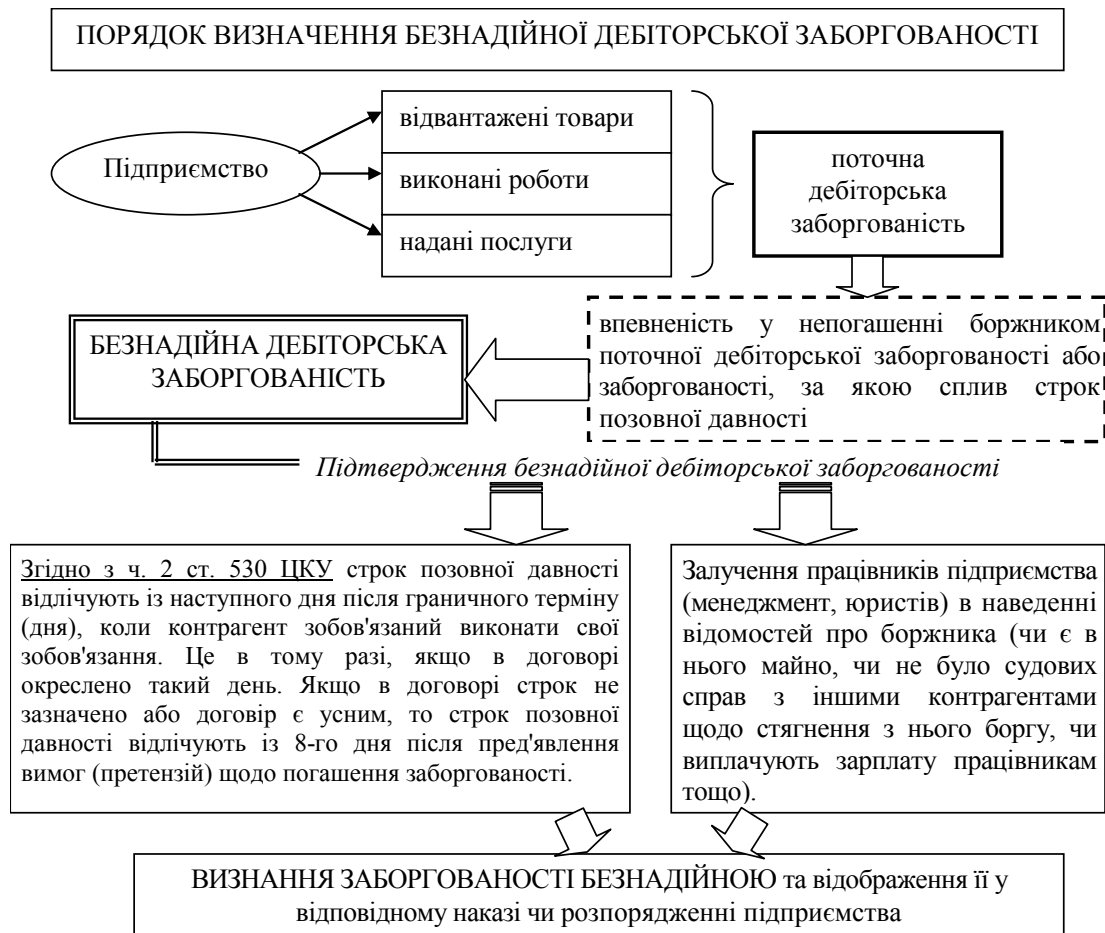 ПОРЯДОК ВИЗНАЧЕННЯ БЕЗНАДІЙНОЇ ДЕБІТОРСЬКОЇ ЗАБОРГОВАНОСТІ
Підприємство
відвантажені товари
виконані роботи
надані послуги
поточна
дебіторська
заборгованість
впевненість у непогашенні боржником
поточної дебіторської заборгованості або
заборгованості, за якою сплив строк
позовної давності
БЕЗНАДІЙНА ДЕБІТОРСЬКА
ЗАБОРГОВАНІСТЬ
Підтвердження безнадійної дебіторської заборгованості
Згідно з ч. 2 ст. 530 ЦКУ строк позовної давності
відлічують із наступного дня після граничного терміну
(дня), коли контрагент зобов'язаний виконати свої
зобов'язання. Це в тому разі, якщо в договорі
окреслено такий день. Якщо в договорі строк не
зазначено або договір є усним, то строк позовної
давності відлічують із 8-го дня після пред'явлення
вимог (претензій) щодо погашення заборгованості.
Залучення працівників підприємства
(менеджмент, юристів) в наведенні
відомостей про боржника (чи є в
нього майно, чи не було судових
справ з іншими контрагентами
щодо стягнення з нього боргу, чи
виплачують зарплату працівникам
тощо).
ВИЗНАННЯ ЗАБОРГОВАНОСТІ БЕЗНАДІЙНОЮ та відображення її у
відповідному наказі чи розпорядженні підприємства